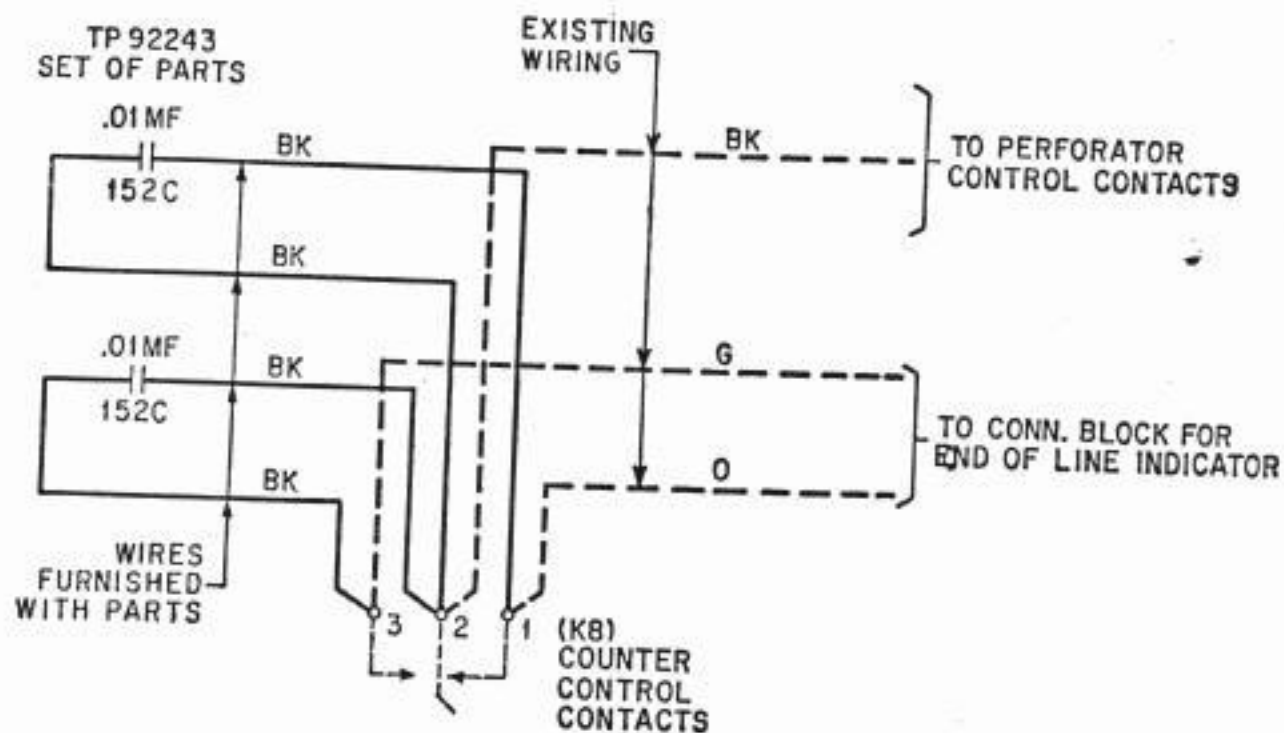 TP 92243
SET OF PARTS
EXISTING
WIRING
.01MF
152C
BK
BK
BK
TO PERFORATOR
CONTROL CONTACTS
.01MF
152C
BK
BK
G
O
TO CONN. BLOCK FOR
END OF LINE INDICATOR
WIRES
FURNISHED
WITH PARTS
3
2
1
(K8)
COUNTER
CONTROL
CONTACTS